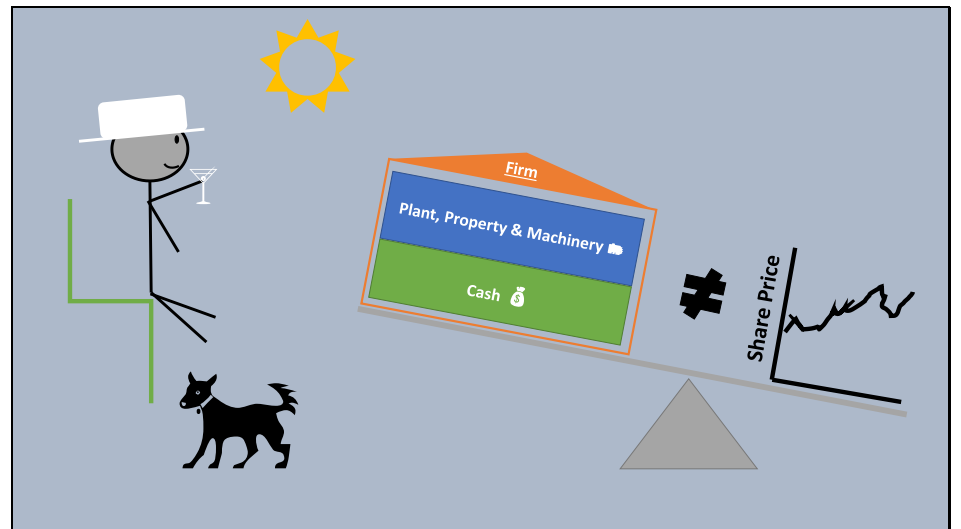 Firm
Plant, Property & Machinery
Cash
$
≠
Share Price